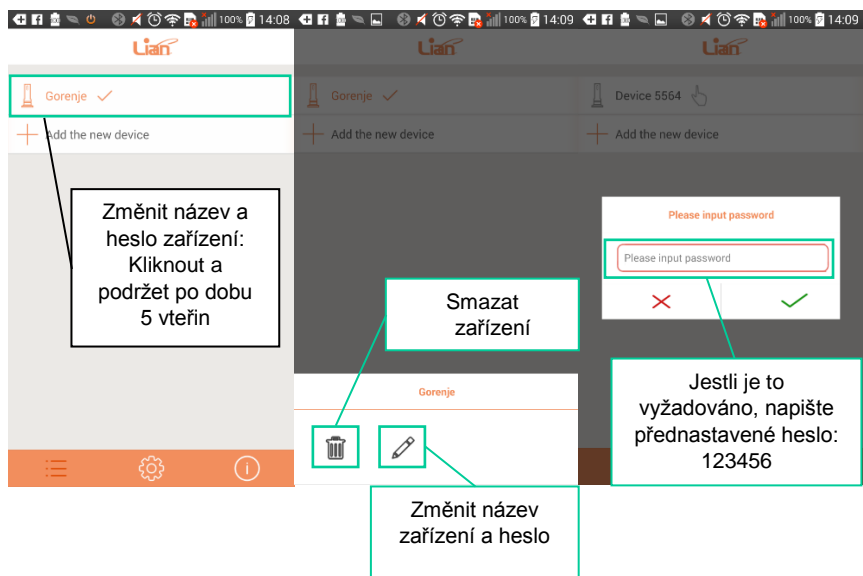 100% 14:08
Lian
Gorenje
Add the new device
Změnit název a
heslo zařízení:
Kliknout a
podržet po dobu
5 vteřin
100% 14:09
Lian
Gorenje
Add the new device
Smazat
zařízení
Gorenje
Změnit název
zařízení a heslo
100% 14:09
Lian
Device 5564
Add the new device
Please input password
Please input password
Jestli je to
vyžadováno, napište
přednastavené heslo:
123456